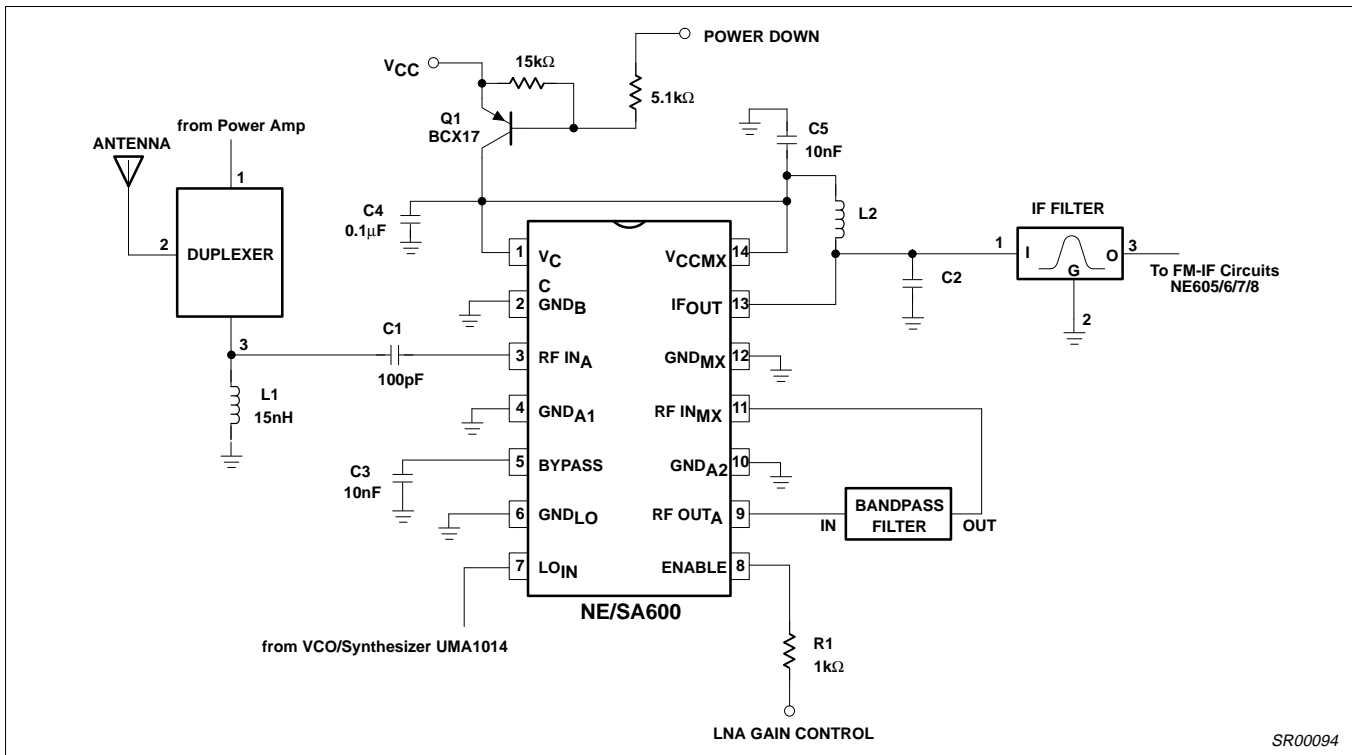 POWER DOWN
VCC
15kΩ
5.1kΩ
Q1
BCX17
from Power Amp
ANTENNA
1
2
DUPLEXER
3
C4
0.1µF
C5
10nF
L2
IF FILTER
1
I
G
O
3
2
To FM-IF Circuits
NE605/6/7/8
C2
C1
100pF
L1
15nH
C3
10nF
1 VCC
2 GNDB
3 RF INA
4 GNDA1
5 BYPASS
6 GNDLO
7 LOIN
VCCMX 14
IFOUT 13
GNDMX 12
RF INMX 11
GNDA2 10
RF OUTA 9
ENABLE 8
NE/SA600
IN
BANDPASS
FILTER
OUT
from VCO/Synthesizer UMA1014
R1
1kΩ
LNA GAIN CONTROL
SR00094